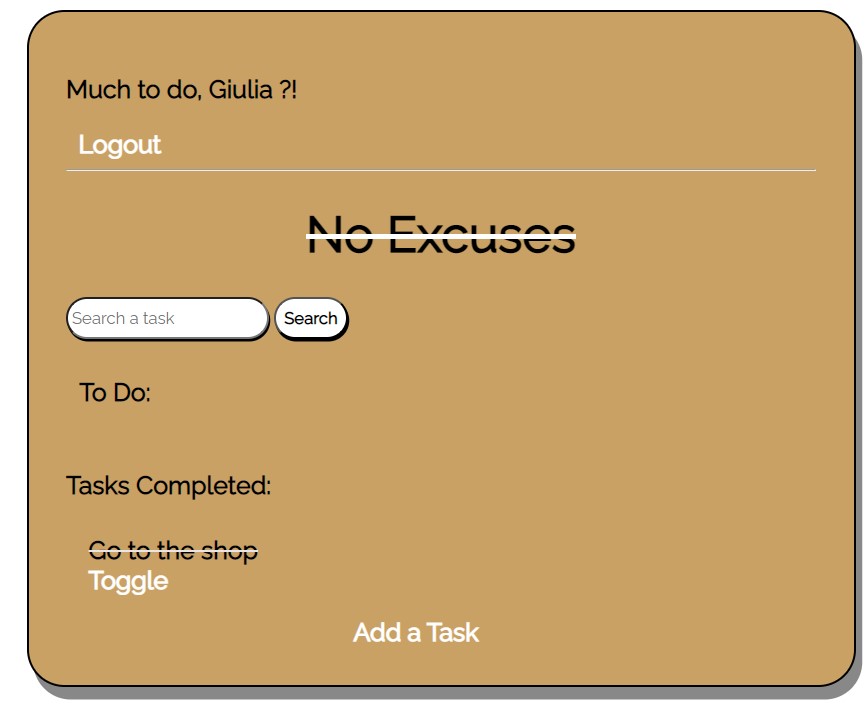 Much to do, Giulia ?!
Logout
No Excuses
Search a task Search
To Do:
Tasks Completed:
Go to the shop
Toggle
Add a Task